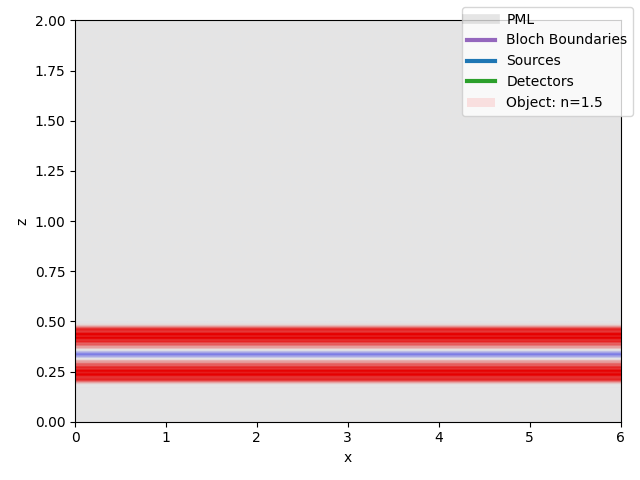 2.00
1.75
1.50
1.25
1.00
0.75
0.50
0.25
0.00
z
0 1 2 3 4 5 6
x
PML
Bloch Boundaries
Sources
Detectors
Object: n=1.5